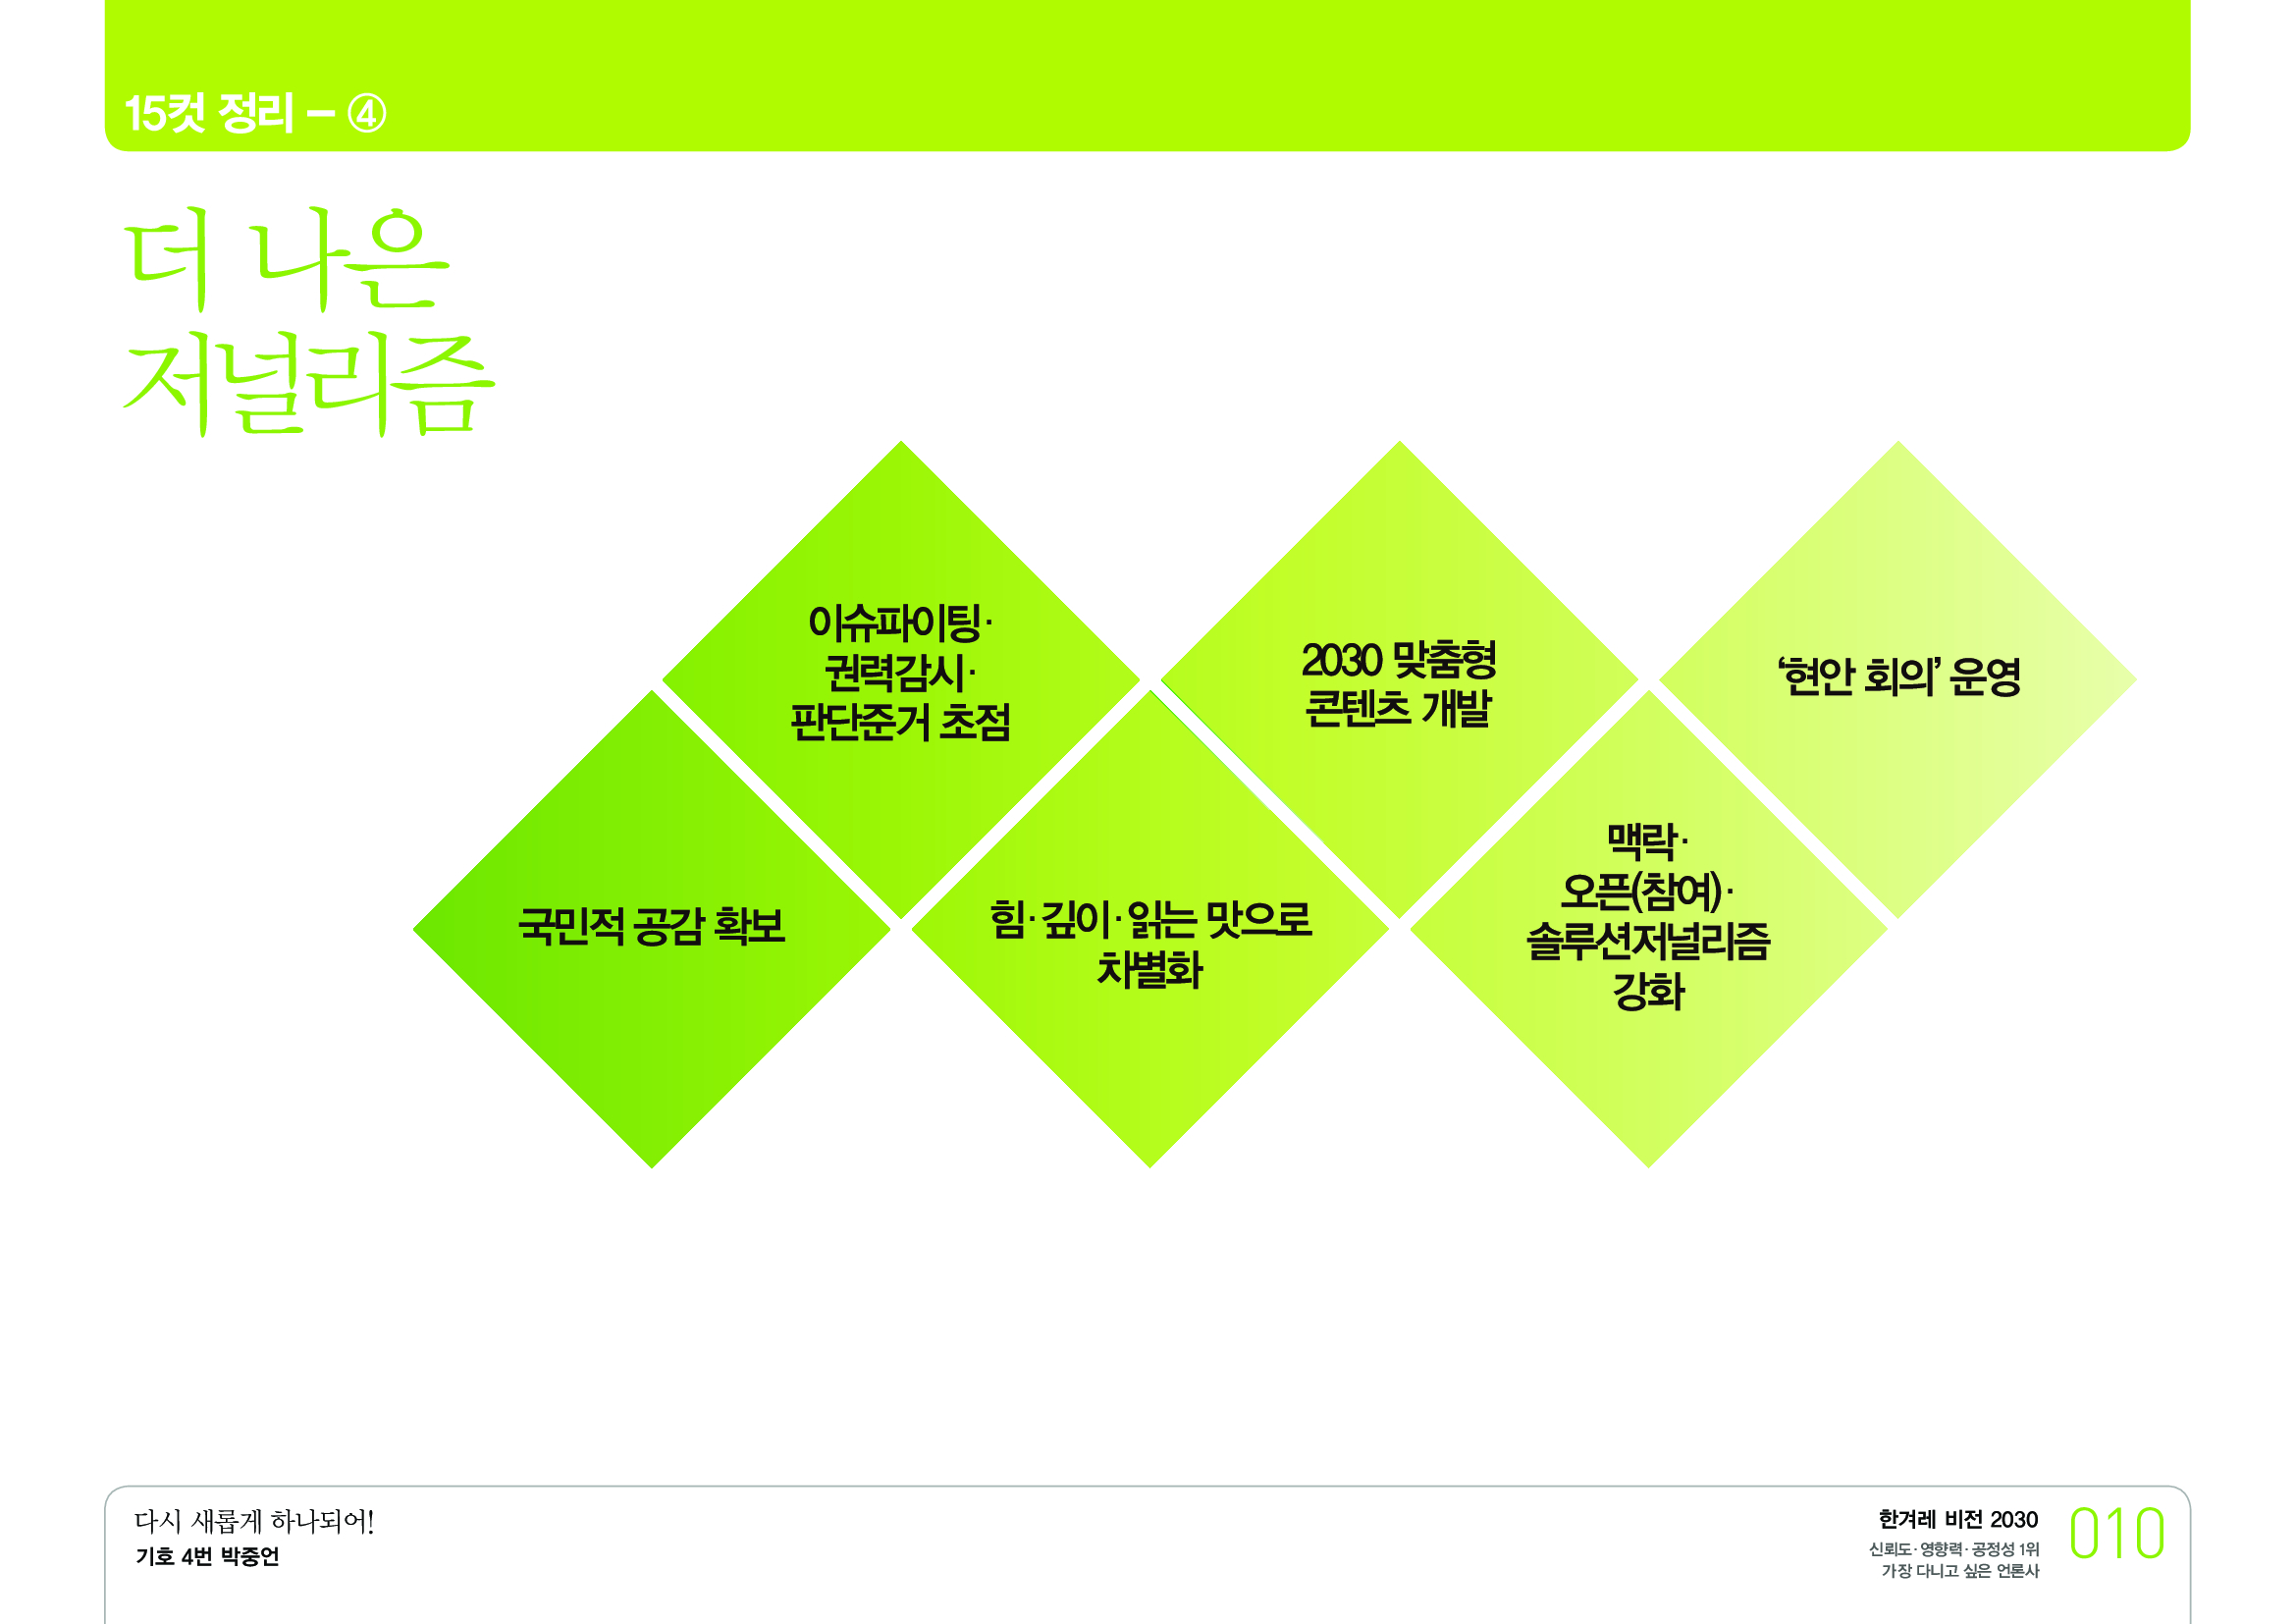 15컷 정리 – ④
더 나은
저널리즘
이슈파이팅·
권력감시·
판단준거 초점
2030 맞춤형
콘텐츠 개발
‘현안 회의’ 운영
국민적 공감 확보
힘·깊이·읽는 맛으로
차별화
맥락·
오픈(참여)·
솔루션저널리즘
강화
다시 새롭게 하나되어!
기호 4번 박중언
한겨레 비전 2030
신뢰도·영향력·공정성 1위
가장 다니고 싶은 언론사
010